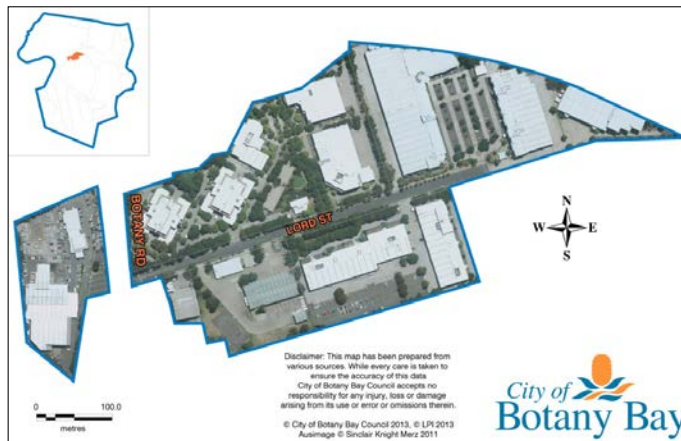 BOTANY RD
LORD ST
N
W E
S
Disclaimer: This map has been prepared from
various sources. While every care is taken to
ensure the accuracy of this data
City of Botany Bay Council accepts no
responsibility for any injury, loss or damage
arising from its use or error or omissions therein.
© City of Botany Bay Council 2013, © LPI 2013
Ausimage © Sinclair Knight Merz 2011
0 100.0
metres
City of
Botany Bay